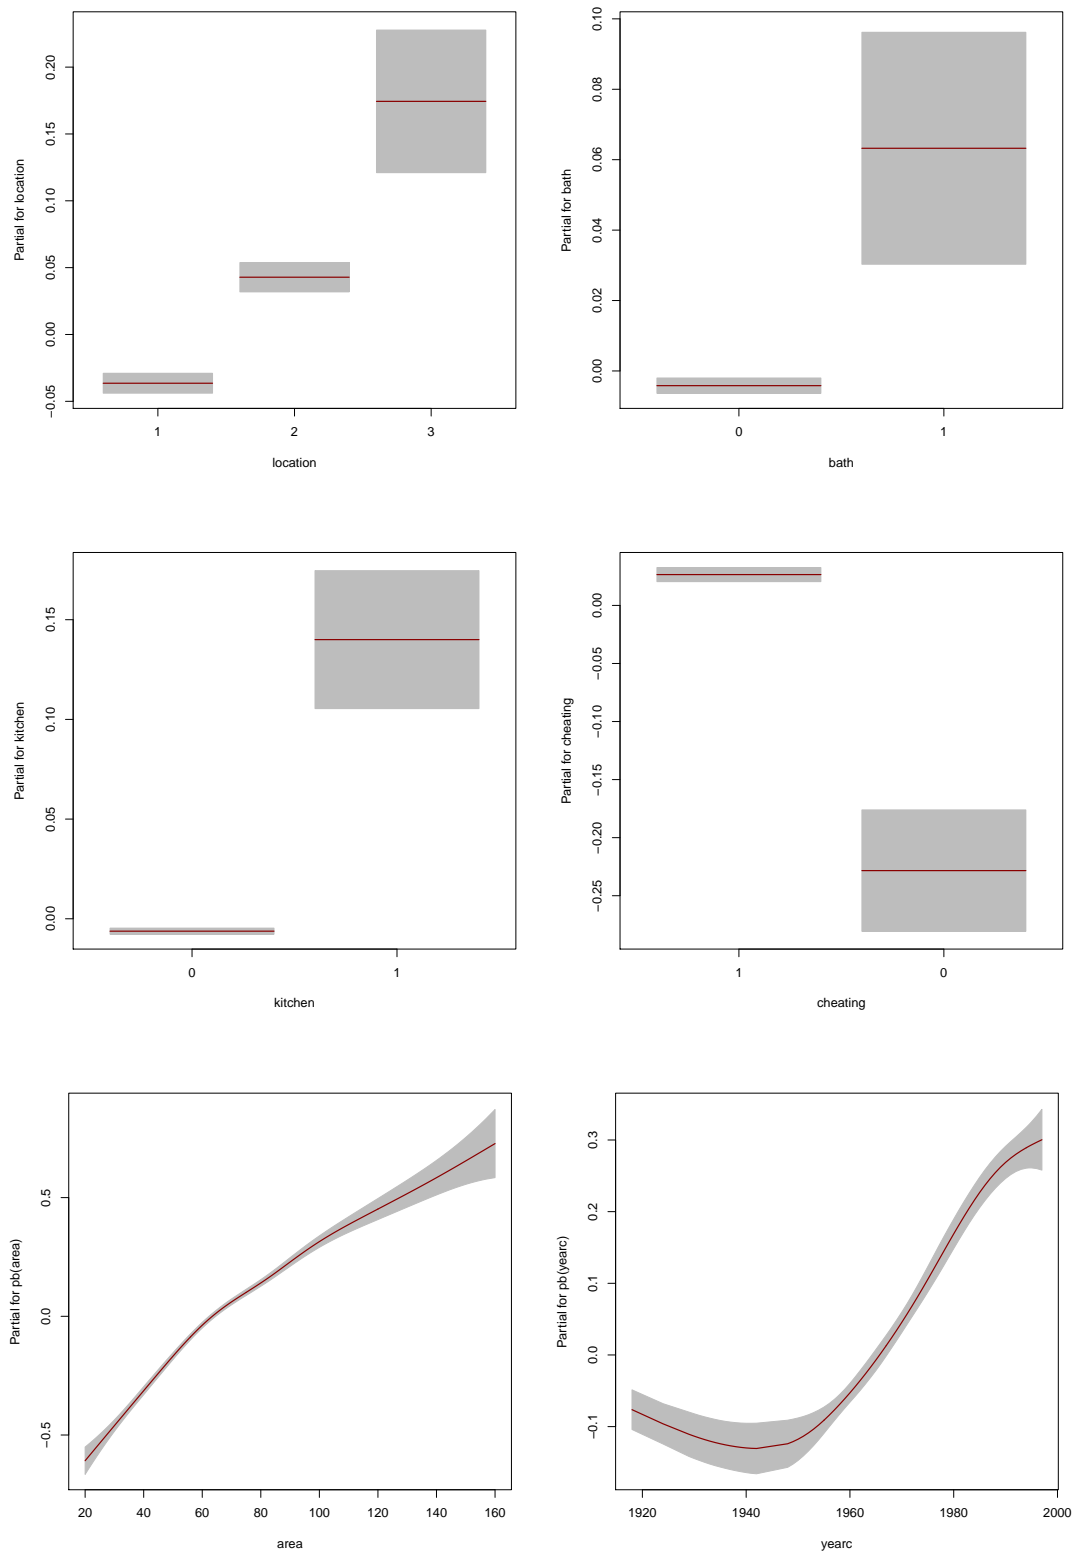 Partial for location
0.20
0.15
0.10
0.05
0.00
−0.05
1 2 3
location
Partial for bath
0.10
0.08
0.06
0.04
0.02
0.00
0 1
bath
Partial for kitchen
0.15
0.10
0.05
0.00
0 1
kitchen
Partial for cheating
0.00
−0.05
−0.10
−0.15
−0.20
−0.25
1 0
cheating
Partial for pb(area)
0.5
0.0
−0.5
20 40 60 80 100 120 140 160
area
Partial for pb(yearc)
0.3
0.2
0.1
0.0
−0.1
1920 1940 1960 1980 2000
yearc